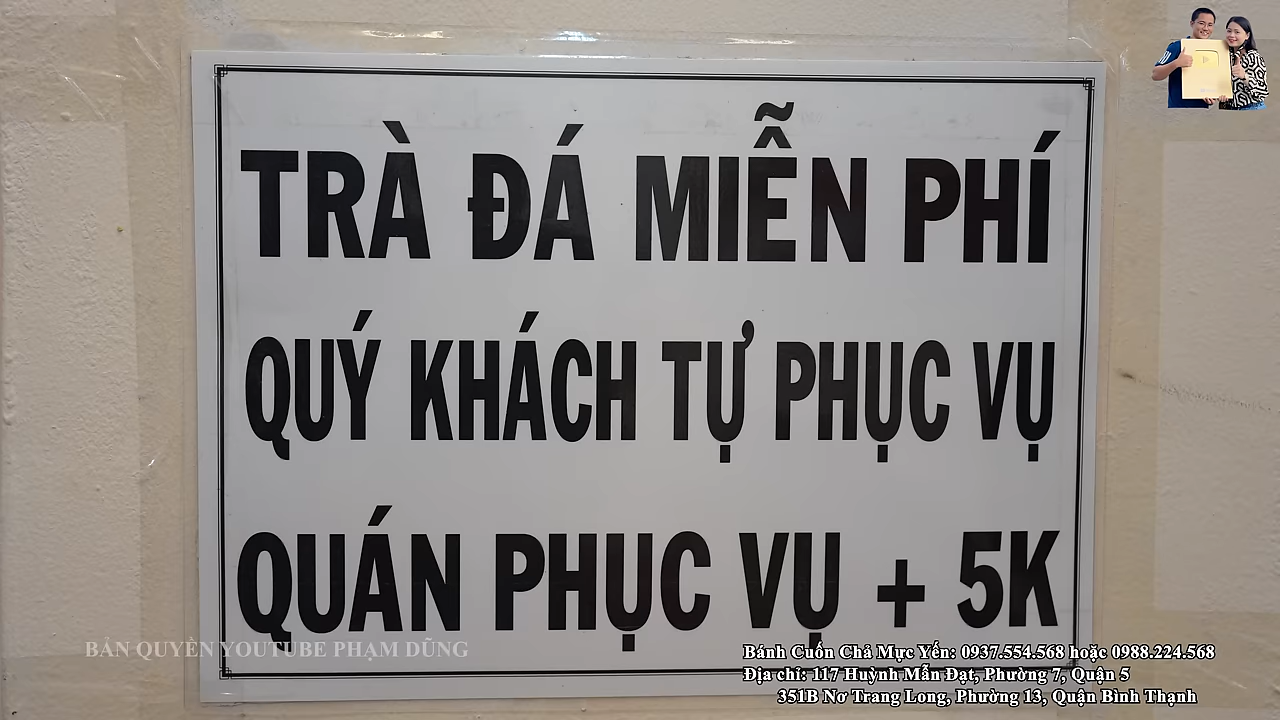 TRÀ ĐÁ MIỄN PHÍ
QUÝ KHÁCH TỰ PHỤC VỤ
QUÁN PHỤC VỤ + 5K
BẢN QUYỀN YOUTUBE PHẠM DŨNG
Bánh Cuốn Chả Mực Yến: 0937.554.568 hoặc 0988.224.568
Địa chỉ: 117 Huỳnh Mẫn Đạt, Phường 7, Quận 5
351B Nơ Trang Long, Phường 13, Quận Bình Thạnh